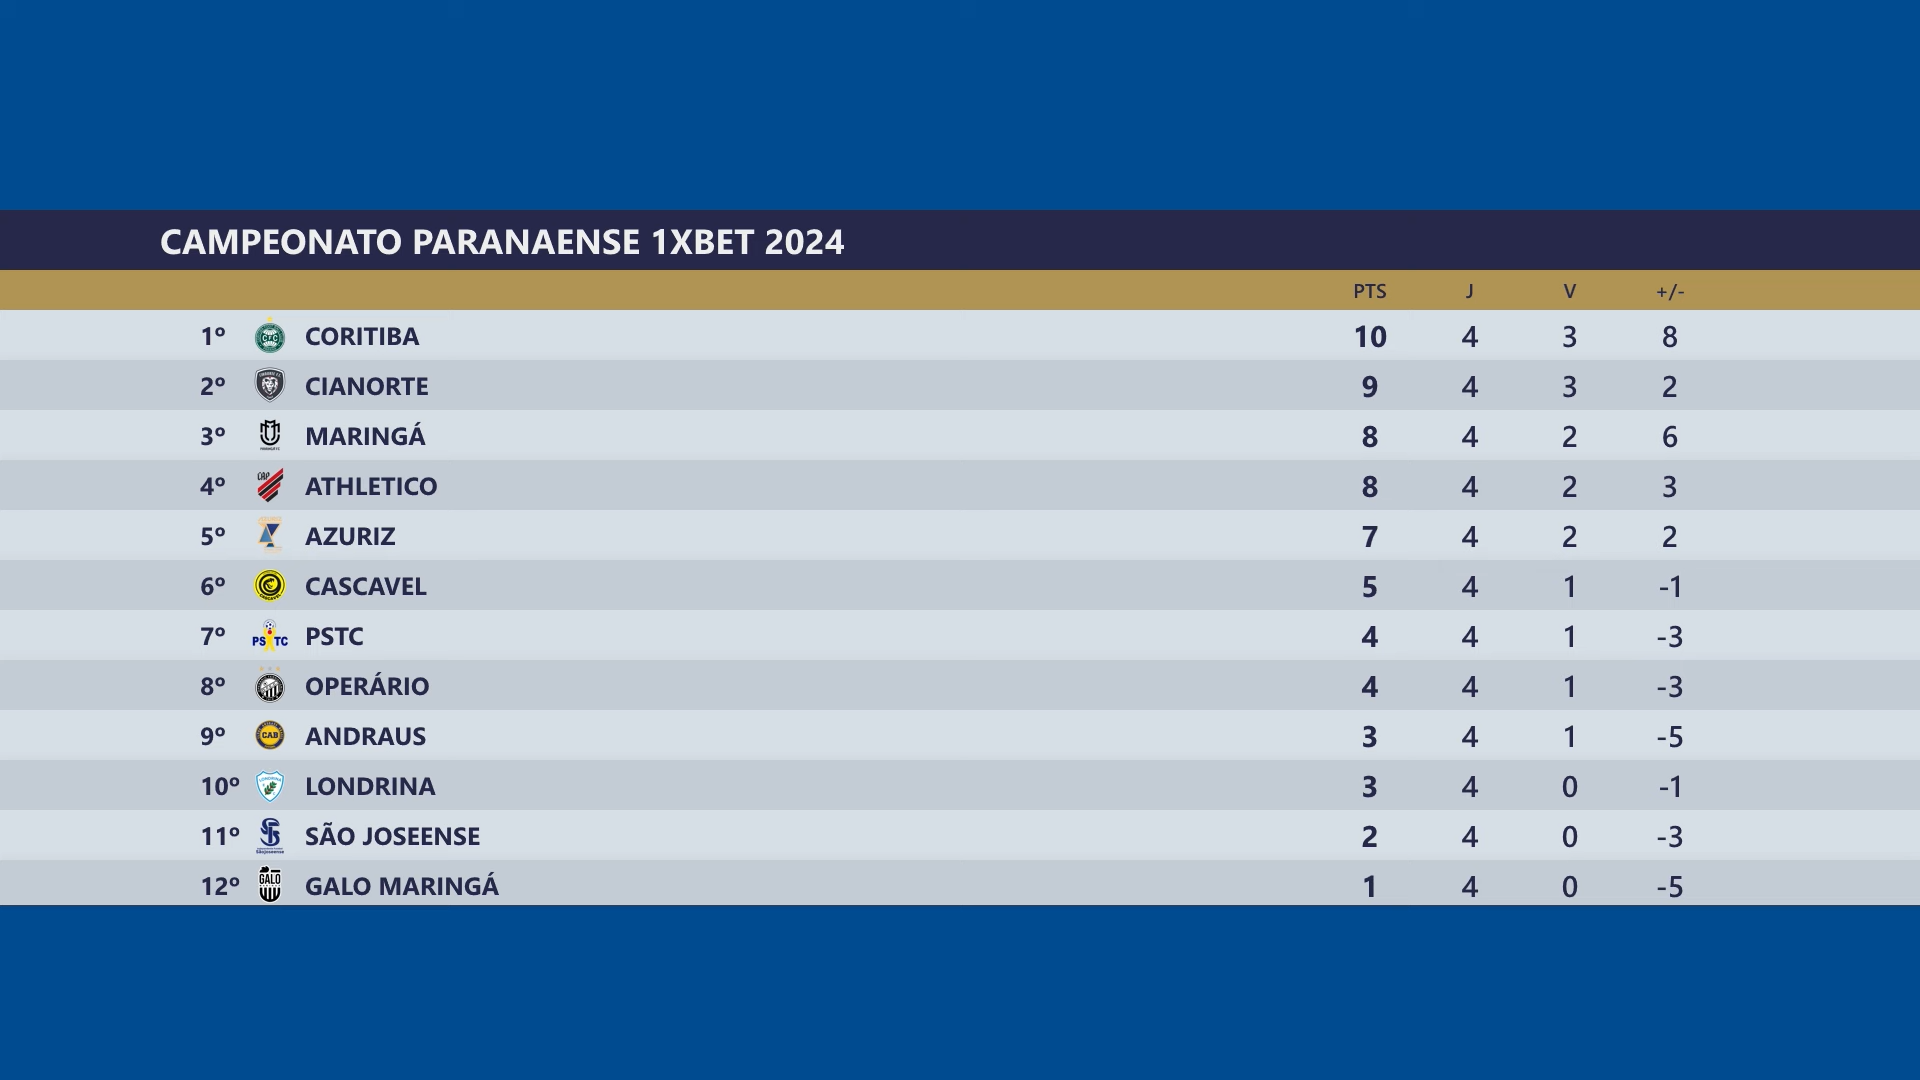 CAMPEONATO PARANAENSE 1XBET 2024
PTS J V +/-
1º CORITIBA 10 4 3 8
2º CIANORTE 9 4 3 2
3º MARINGÁ 8 4 2 6
4º CAP ATHLETICO 8 4 2 3
5º AZURIZ 7 4 2 2
6º CASCAVEL 5 4 1 -1
7º PSTC PSTC 4 4 1 -3
8º OPERÁRIO 4 4 1 -3
9º CAB ANDRAUS 3 4 1 -5
10º LONDRINA 3 4 0 -1
11º SÃO JOSEENSE 2 4 0 -3
12º GALO GALO MARINGÁ 1 4 0 -5